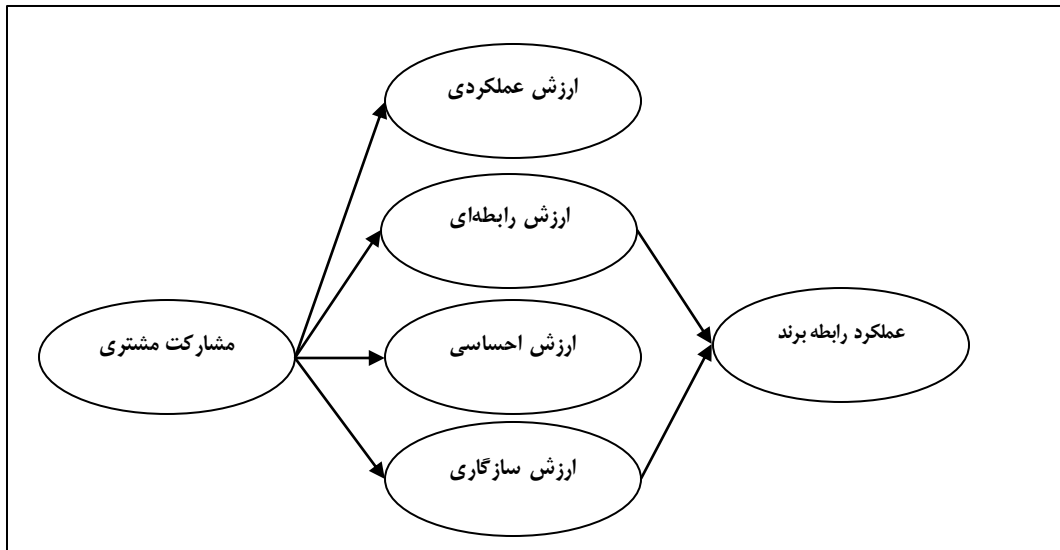 ارزش عملکردی
ارزش رابطه‌ای
مشارکت مشتری
ارزش احساسی
عملکرد رابطه برند
ارزش سازگاری